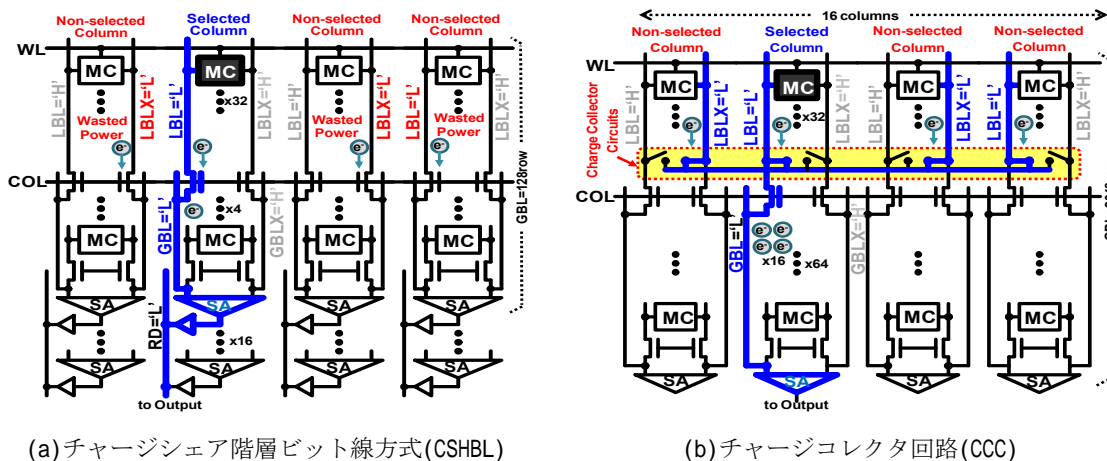 Non-selected Column
Selected Column
Non-selected Column
Non-selected Column
WL
MC
MC
MC
MC
x32
LBL='H'
LBLX='L'
LBL='L'
LBLX='H'
LBL='H'
LBLX='L'
LBL='L'
LBLX='H'
Wasted Power
Wasted Power
Wasted Power
e-
e-
e-
e-
COL
GBL='L'
e-
x4
GBLX='H'
GBL=128row
MC
MC
MC
MC
SA
SA
SA
SA
RD='L'
x16
SA
SA
SA
SA
to Output
(a)チャージシェア階層ビット線方式(CSHBL)
16 columns
Non-selected Column
Selected Column
Non-selected Column
Non-selected Column
WL
MC
MC
MC
MC
x32
LBL='H'
LBLX='L'
LBL='L'
LBLX='H'
LBL='H'
LBLX='L'
LBL='L'
LBLX='H'
e-
e-
e-
e-
Charge Collector Circuits
COL
GBL='L'
e-
e-
e-
e-
x16
x64
GBLX='H'
MC
MC
MC
MC
SA
SA
SA
SA
to Output
(b)チャージコレクタ回路(CCC)